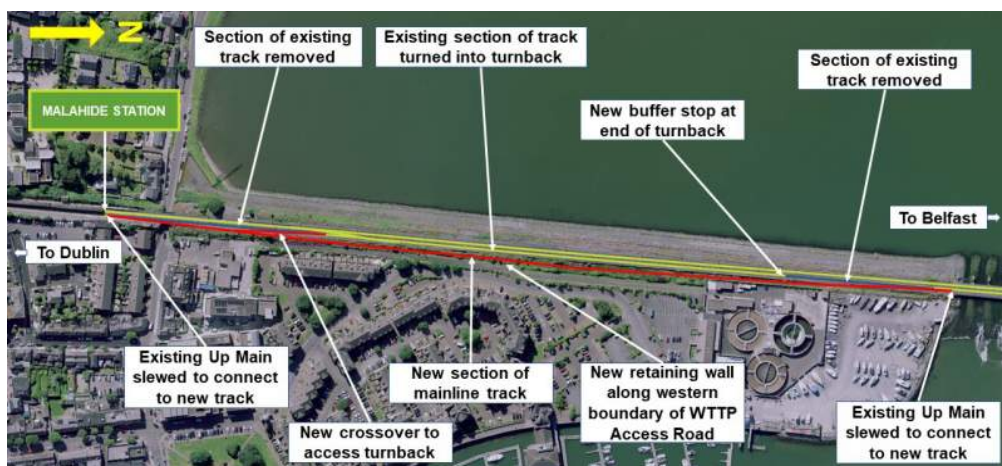 N
Section of existing
track removed
Existing section of track
turned into turnback
Section of existing
track removed
MALAHIDE STATION
New buffer stop at
end of turnback
To Belfast
To Dublin
Existing Up Main
slewed to connect
to new track
New crossover to
access turnback
New section of
mainline track
New retaining wall
along western
boundary of WTTP
Access Road
Existing Up Main
slewed to connect
to new track